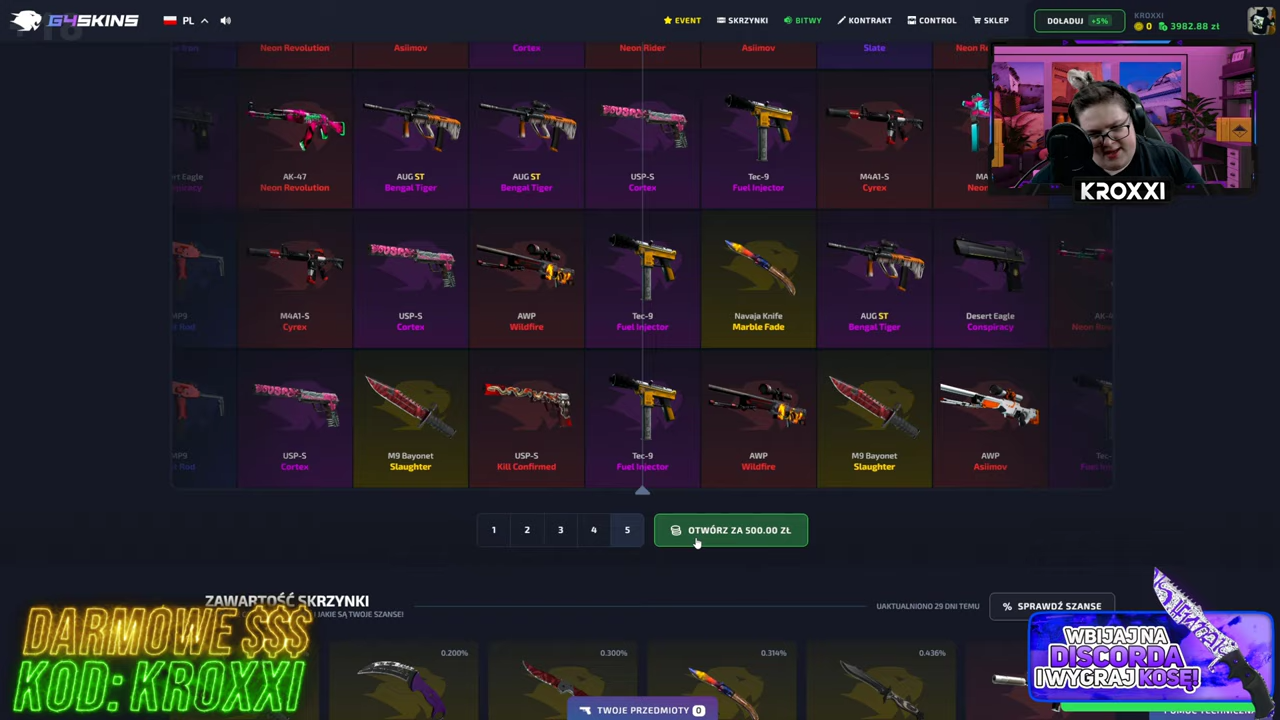 G4SKINS
PL
EVENT
SKRZYNKI
BITWY
KONTRAKT
CONTROL
SKLEP
DOŁADUJ +5%
KROXXI
0 3982.88 zł
Neon Revolution
Asiimov
Cortex
Neon Rider
Asiimov
Slate
KROXXI
AK-47
Neon Revolution
AUG ST
Bengal Tiger
AUG ST
Bengal Tiger
USP-S
Cortex
Tec-9
Fuel Injector
M4A1-S
Cyrex
M4A1-S
Cyrex
USP-S
Cortex
AWP
Wildfire
Tec-9
Fuel Injector
Navaja Knife
Marble Fade
AUG ST
Bengal Tiger
Desert Eagle
Conspiracy
USP-S
Cortex
M9 Bayonet
Slaughter
USP-S
Kill Confirmed
Tec-9
Fuel Injector
AWP
Wildfire
M9 Bayonet
Slaughter
AWP
Asiimov
1 2 3 4 5
OTWÓRZ ZA 500.00 ZŁ
ZAWARTOŚĆ SKRZYNKI
JAKIE SĄ TWOJE SZANSE!
UAKTUALNIONO 29 DNI TEMU
% SPRAWDŹ SZANSE
0.200%
0.300%
0.314%
0.436%
TWOJE PRZEDMIOTY 0
DARMOWE $$$
KOD: KROXXI
WBIJAJ NA
DISCORDA
I WYGRAJ KOSĘ!